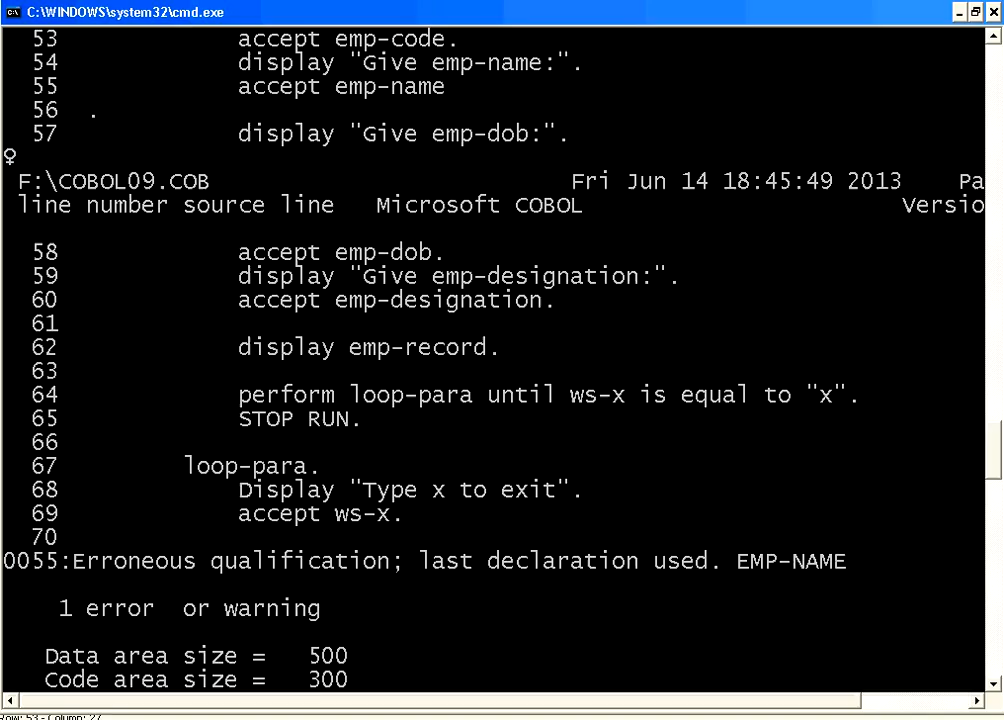 C:\WINDOWS\system32\cmd.exe
53 accept emp-code.
54 display "Give emp-name:".
55 accept emp-name
56 .
57 display "Give emp-dob:".
♀
F:\COBOL09.COB Fri Jun 14 18:45:49 2013 Pa
line number source line Microsoft COBOL Versio
58 accept emp-dob.
59 display "Give emp-designation:".
60 accept emp-designation.
61
62 display emp-record.
63
64 perform loop-para until ws-x is equal to "x".
65 STOP RUN.
66
67 loop-para.
68 Display "Type x to exit".
69 accept ws-x.
70
0055:Erroneous qualification; last declaration used. EMP-NAME
1 error or warning
Data area size = 500
Code area size = 300
Row: 53 - Column: 27